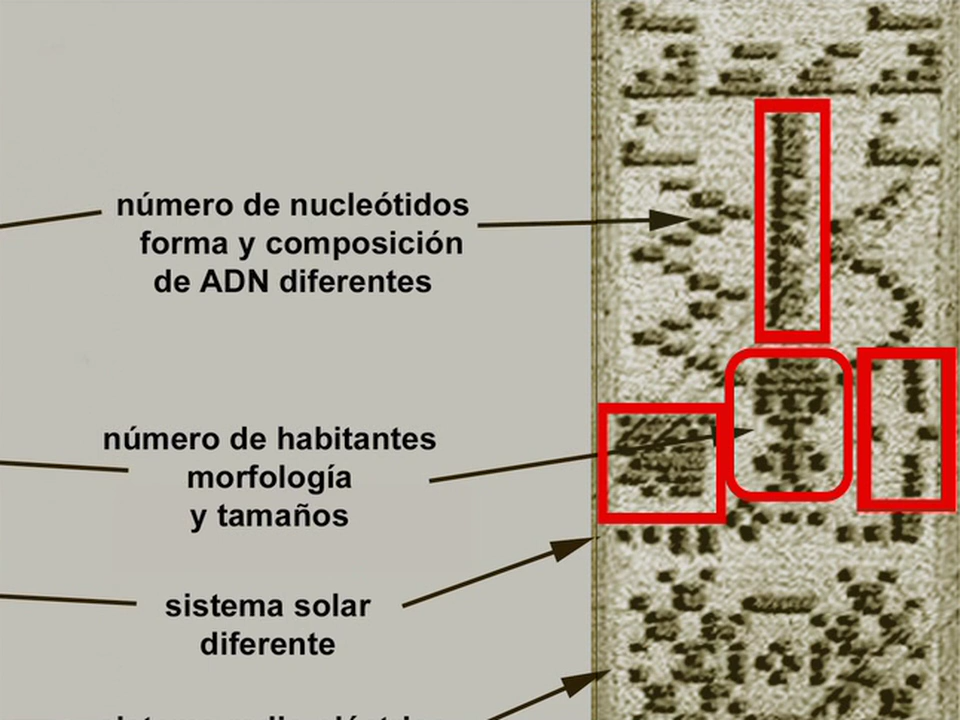 número de nucleótidos
forma y composición
de ADN diferentes
número de habitantes
morfología
y tamaños
sistema solar
diferente